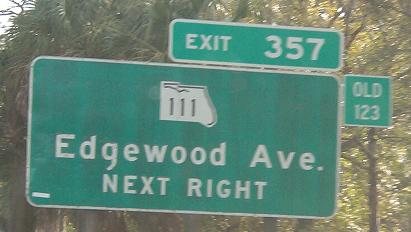 EXIT 357
OLD
123
111
Edgewood Ave.
NEXT RIGHT